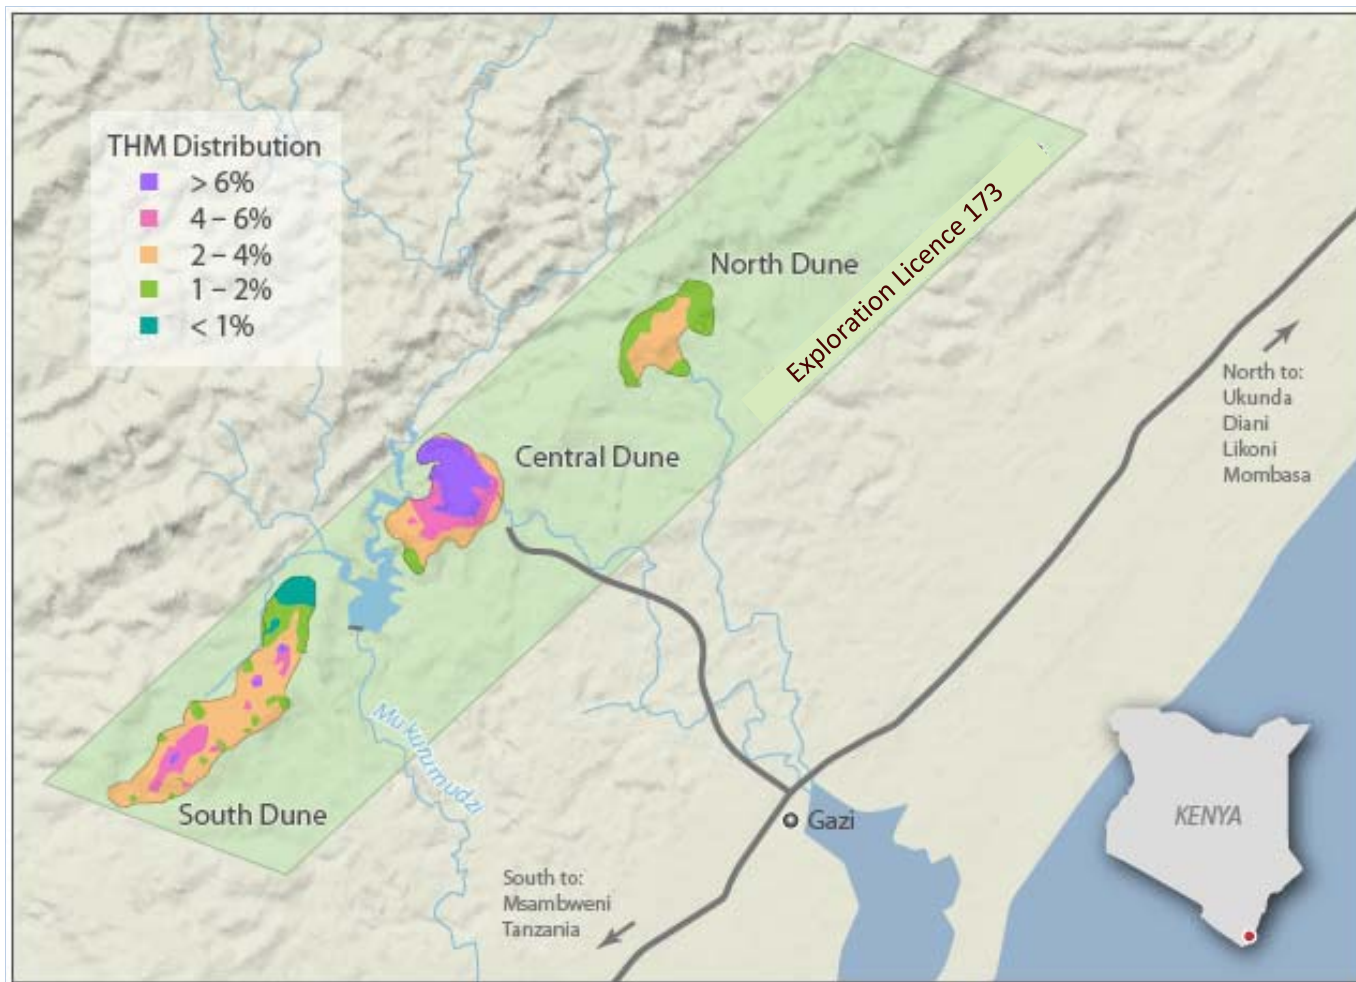 THM Distribution
> 6%
4 – 6%
2 – 4%
1 – 2%
< 1%
North Dune
Exploration Licence 173
Central Dune
North to:
Ukunda
Diani
Likoni
Mombasa
Mukurumudzi
South Dune
Gazi
KENYA
South to:
Msambweni
Tanzania